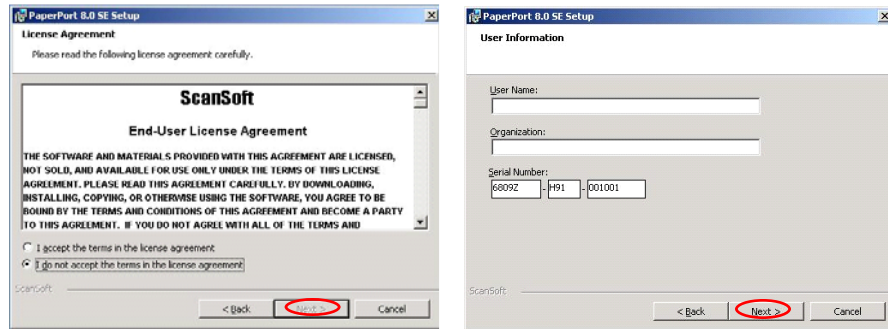 PaperPort 8.0 SE Setup
License Agreement
Please read the following license agreement carefully.
ScanSoft
End-User License Agreement
THE SOFTWARE AND MATERIALS PROVIDED WITH THIS AGREEMENT ARE LICENSED,
NOT SOLD, AND AVAILABLE FOR USE ONLY UNDER THE TERMS OF THIS LICENSE
AGREEMENT. PLEASE READ THIS AGREEMENT CAREFULLY. BY DOWNLOADING,
INSTALLING, COPYING, OR OTHERWISE USING THE SOFTWARE, YOU AGREE TO BE
BOUND BY THE TERMS AND CONDITIONS OF THIS AGREEMENT AND BECOME A PARTY
TO THIS AGREEMENT. IF YOU DO NOT AGREE WITH ALL OF THE TERMS AND
I accept the terms in the license agreement
I do not accept the terms in the license agreement
ScanSoft
< Back Next > Cancel
PaperPort 8.0 SE Setup
User Information
User Name:
Organization:
Serial Number:
6809Z - H91 - 001001
ScanSoft
< Back Next > Cancel